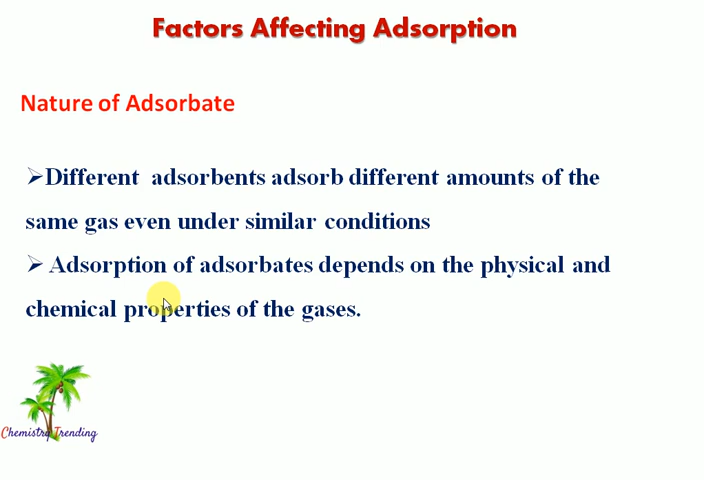 Factors Affecting Adsorption
Nature of Adsorbate
➢Different adsorbents adsorb different amounts of the
same gas even under similar conditions
➢ Adsorption of adsorbates depends on the physical and
chemical properties of the gases.
Chemistry Trending